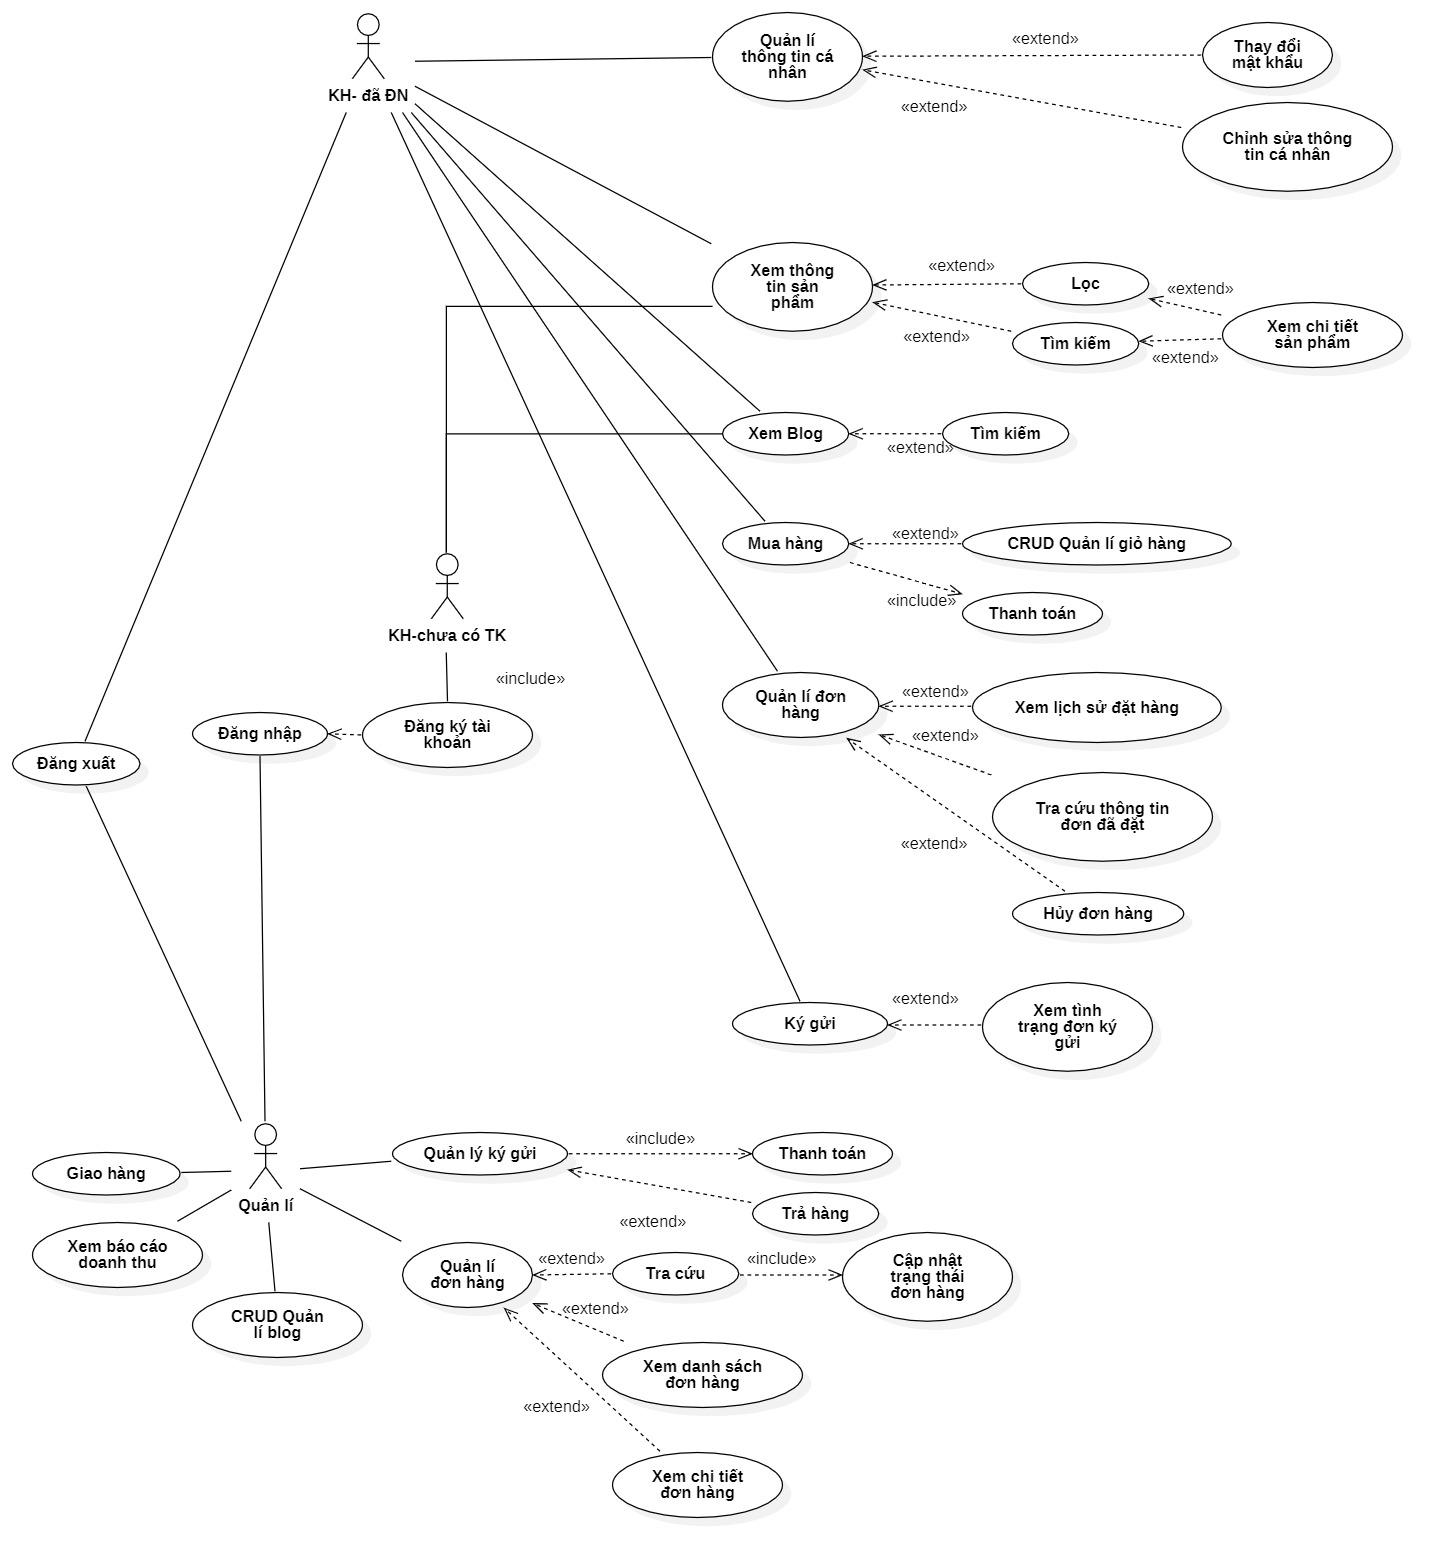 KH- đã ĐN
Quản lí
thông tin cá
nhân
«extend»
Thay đổi
mật khẩu
«extend»
Chỉnh sửa thông
tin cá nhân
Xem thông
tin sản
phẩm
«extend»
Lọc
«extend»
«extend»
Tìm kiếm
«extend»
Xem chi tiết
sản phẩm
Xem Blog
«extend»
Tìm kiếm
Mua hàng
«extend»
CRUD Quản lí giỏ hàng
«include»
Thanh toán
KH-chưa có TK
«include»
Đăng nhập
Đăng ký tài
khoản
Đăng xuất
Quản lí đơn
hàng
«extend»
Xem lịch sử đặt hàng
«extend»
Tra cứu thông tin
đơn đã đặt
«extend»
Hủy đơn hàng
Ký gửi
«extend»
Xem tình
trạng đơn ký
gửi
Quản lí
Giao hàng
Xem báo cáo
doanh thu
CRUD Quản
lí blog
Quản lý ký gửi
«include»
Thanh toán
Trả hàng
«extend»
Quản lí
đơn hàng
«extend»
Tra cứu
«include»
Cập nhật
trạng thái
đơn hàng
«extend»
Xem danh sách
đơn hàng
«extend»
Xem chi tiết
đơn hàng